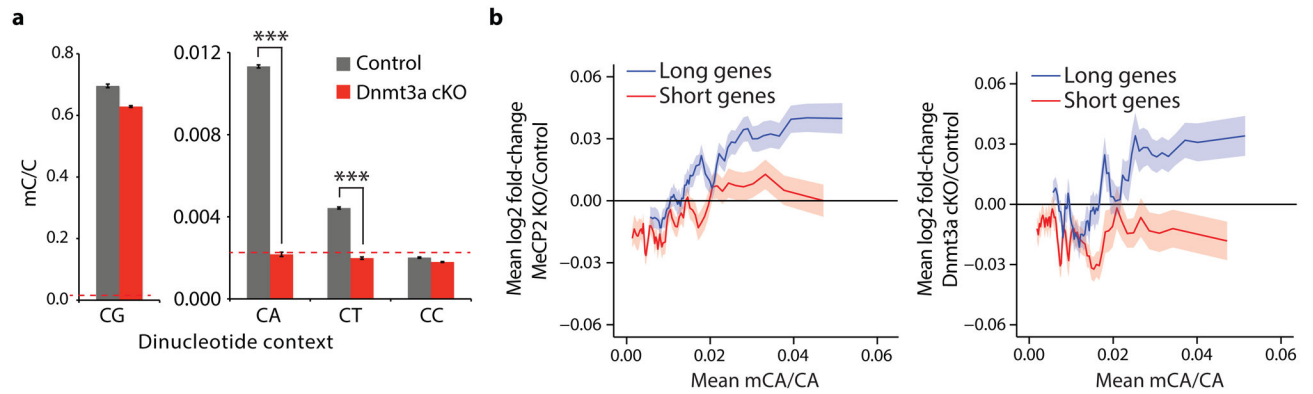 a
mC/C
0.8
0.6
0.4
0.2
0.0
CG
0.012
0.008
0.004
0.000
***
***
Control
Dnmt3a cKO
CA
CT
CC
Dinucleotide context
b
Mean log2 fold-change
MeCP2 KO/Control
0.06
0.03
0.00
−0.03
−0.06
Long genes
Short genes
0.00
0.02
0.04
0.06
Mean mCA/CA
Mean log2 fold-change
Dnmt3a cKO/Control
0.06
0.03
0.00
−0.03
−0.06
Long genes
Short genes
0.00
0.02
0.04
0.06
Mean mCA/CA